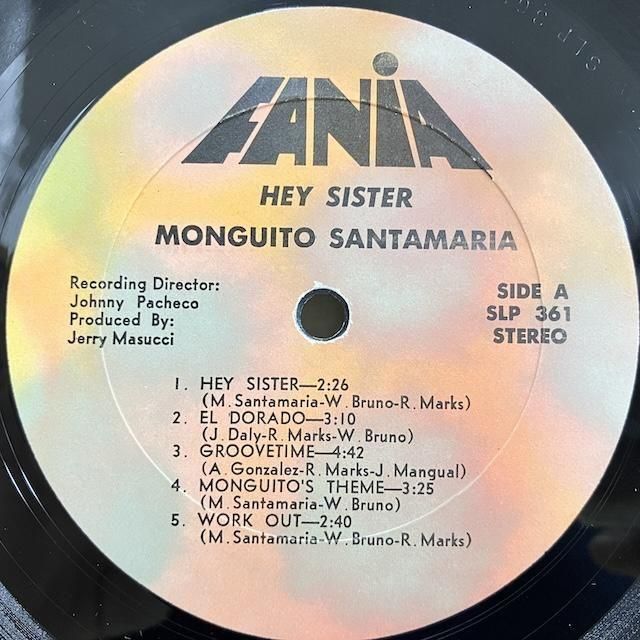 SLP 36
FANiA
HEY SISTER
MONGUITO SANTAMARIA
Recording Director:
Johnny Pacheco
Produced By:
Jerry Masucci
SIDE A
SLP 361
STEREO
1. HEY SISTER—2:26
(M. Santamaria-W. Bruno-R. Marks)
2. EL DORADO—3:10
(J. Daly-R. Marks-W. Bruno)
3. GROOVETIME—4:42
(A. Gonzalez-R. Marks-J. Mangual)
4. MONGUITO'S THEME—3:25
(M. Santamaria-W. Bruno)
5. WORK OUT—2:40
(M. Santamaria-W. Bruno-R. Marks)